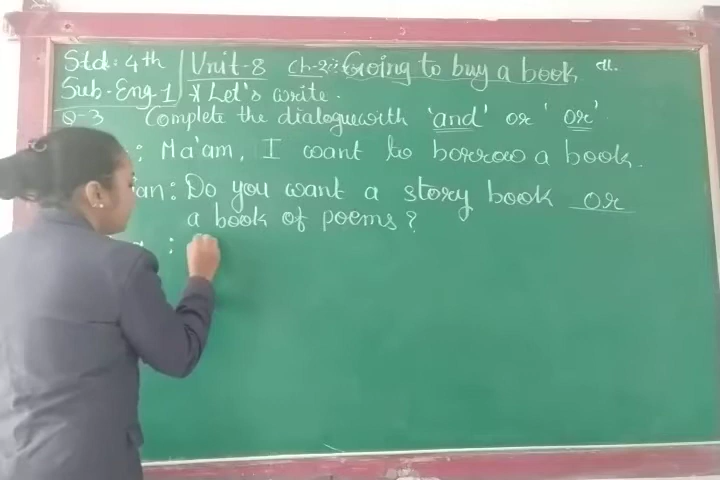 Std: 4th Unit-8 ch-2: Going to buy a book dt.
Sub-Eng-1 * Let's write.
Q-3 Complete the dialogue with 'and' or 'or'.
: Ma'am, I want to borrow a book.
an: Do you want a story book or
a book of poems?
: